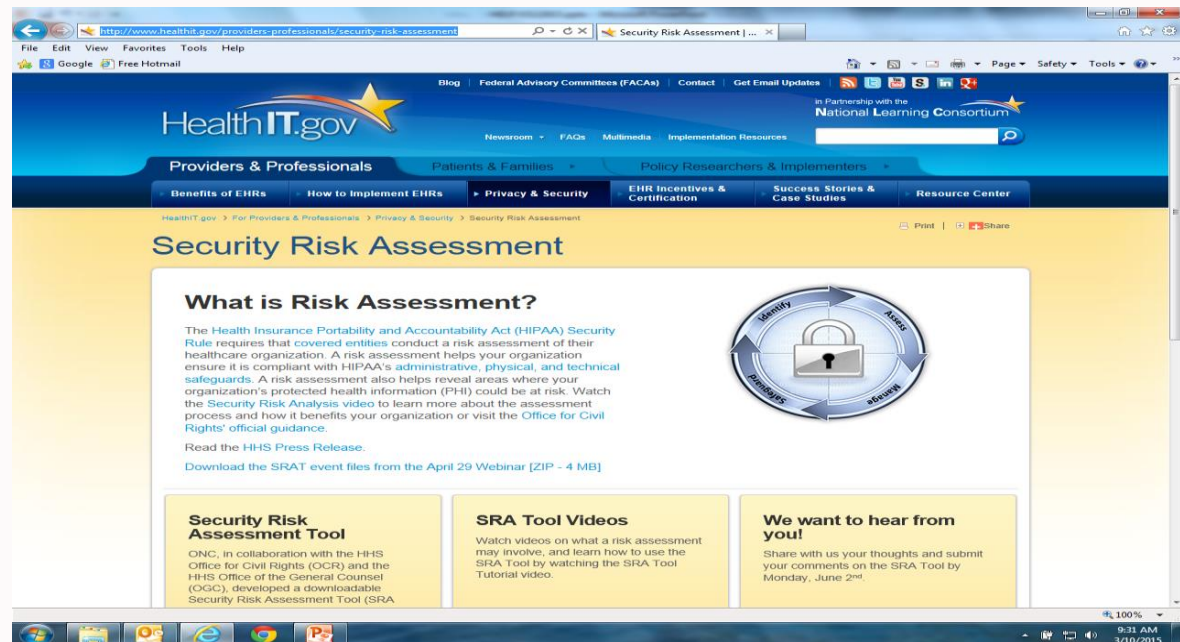 http://www.healthit.gov/providers-professionals/security-risk-assessment
Security Risk Assessment | ...
File Edit View Favorites Tools Help
Google Free Hotmail
Page Safety Tools
Blog Federal Advisory Committees (FACAs) Contact Get Email Updates
in Partnership with the
National Learning Consortium
HealthIT.gov
Newsroom FAQs Multimedia Implementation Resources
Providers & Professionals Patients & Families Policy Researchers & Implementers
Benefits of EHRs How to Implement EHRs Privacy & Security EHR Incentives & Certification Success Stories & Case Studies Resource Center
HealthIT.gov > For Providers & Professionals > Privacy & Security > Security Risk Assessment
Print | Share
Security Risk Assessment
What is Risk Assessment?
The Health Insurance Portability and Accountability Act (HIPAA) Security
Rule requires that covered entities conduct a risk assessment of their
healthcare organization. A risk assessment helps your organization
ensure it is compliant with HIPAA's administrative, physical, and technical
safeguards. A risk assessment also helps reveal areas where your
organization's protected health information (PHI) could be at risk. Watch
the Security Risk Analysis video to learn more about the assessment
process and how it benefits your organization or visit the Office for Civil
Rights' official guidance.
Read the HHS Press Release.
Download the SRAT event files from the April 29 Webinar [ZIP - 4 MB]
Identify
Assess
Manage
Safeguard
Security Risk
Assessment Tool
ONC, in collaboration with the HHS
Office for Civil Rights (OCR) and the
HHS Office of the General Counsel
(OGC), developed a downloadable
Security Risk Assessment Tool (SRA
SRA Tool Videos
Watch videos on what a risk assessment
may involve, and learn how to use the
SRA Tool by watching the SRA Tool
Tutorial video.
We want to hear from
you!
Share with us your thoughts and submit
your comments on the SRA Tool by
Monday, June 2nd.
100%
9:31 AM
3/10/2015